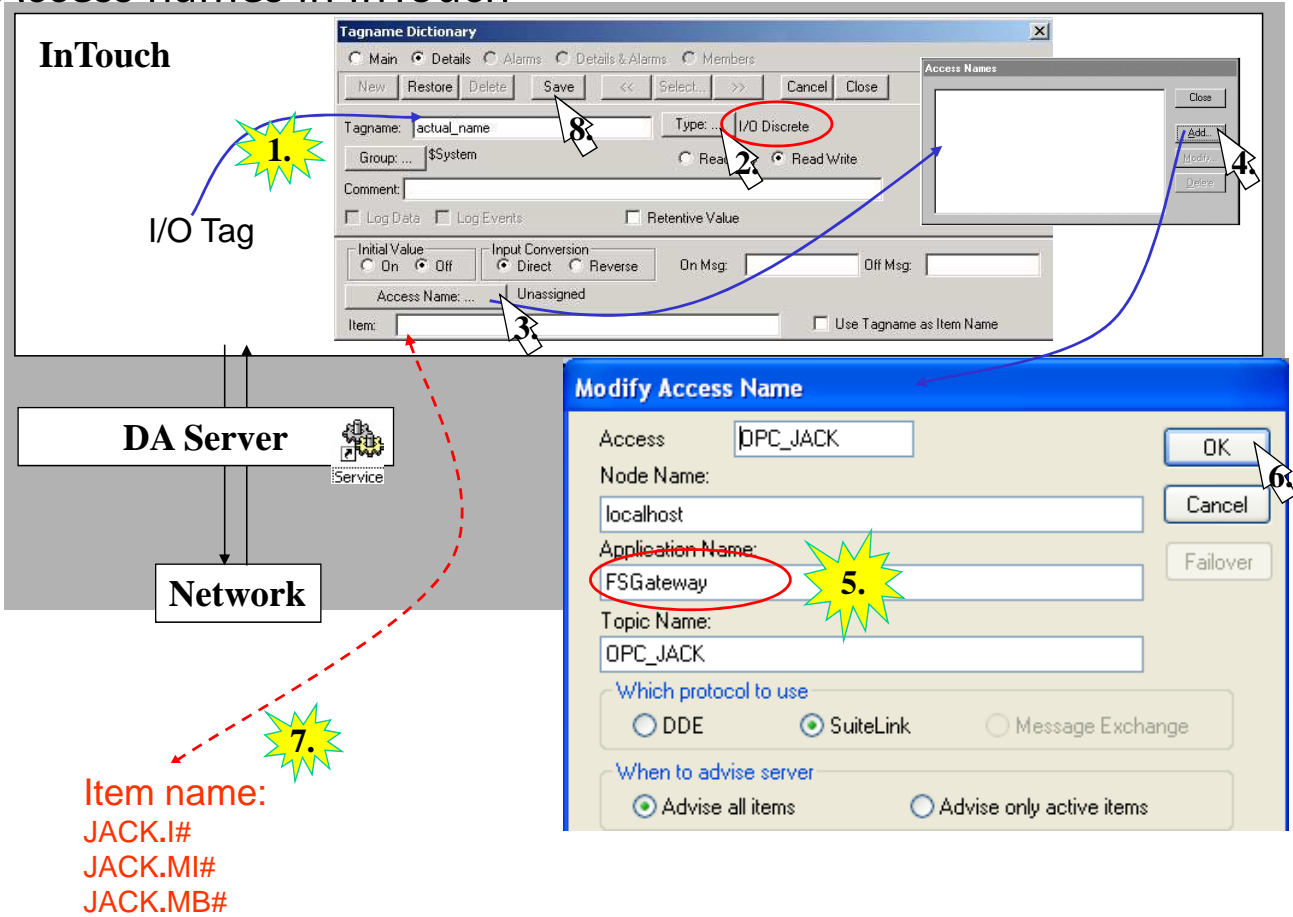 Access names in InTouch
InTouch
Tagname Dictionary
Main Details Alarms Details & Alarms Members
New Restore Delete Save << Select... >> Cancel Close
Tagname: actual_name Type: ... I/O Discrete
8.
1.
Group: ... $System Read Write
2.
Comment:
Log Data Log Events Retentive Value
I/O Tag
Initial Value Input Conversion
On Off Direct Reverse On Msg: Off Msg:
Access Name: ... Unassigned
3.
Item: Use Tagname as Item Name
Access Names
Close
Add...
Modify...
4.
Delete
DA Server
Service
Network
Modify Access Name
Access OPC_JACK
OK
6.
Node Name:
localhost
Cancel
Application Name:
FSGateway
5.
Failover
Topic Name:
OPC_JACK
Which protocol to use
DDE SuiteLink Message Exchange
When to advise server
Advise all items Advise only active items
7.
Item name:
JACK.I#
JACK.MI#
JACK.MB#